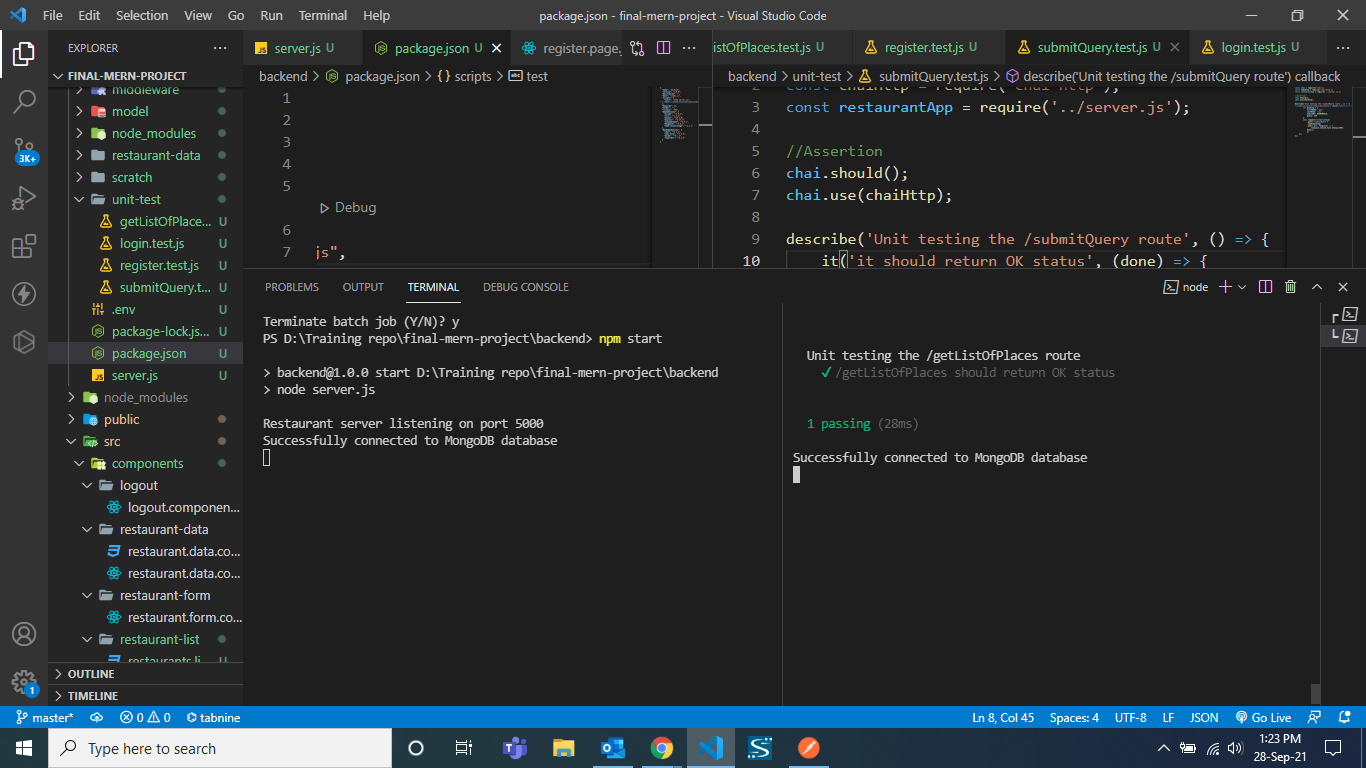 File Edit Selection View Go Run Terminal Help
package.json - final-mern-project - Visual Studio Code
EXPLORER
FINAL-MERN-PROJECT
middleware
model
node_modules
restaurant-data
scratch
unit-test
getListOfPlace... U
login.test.js U
register.test.js U
submitQuery.t... U
.env U
package-lock.js... U
package.json U
server.js U
node_modules
public
src
components
logout
logout.componen...
restaurant-data
restaurant.data.co...
restaurant.data.co...
restaurant-form
restaurant.form.co...
restaurant-list
restaurants.li... U
OUTLINE
TIMELINE
3K+
1
server.js U
package.json U
register.page.
backend > package.json > {} scripts > test
1
2
3
4
5
Debug
6
7 js",
istOfPlaces.test.js U
register.test.js U
submitQuery.test.js U
login.test.js U
backend > unit-test > submitQuery.test.js > describe('Unit testing the /submitQuery route') callback
2 const chaiHttp = require('chai-http');
3 const restaurantApp = require('../server.js');
4
5 //Assertion
6 chai.should();
7 chai.use(chaiHttp);
8
9 describe('Unit testing the /submitQuery route', () => {
10 it('it should return OK status', (done) => {
PROBLEMS OUTPUT TERMINAL DEBUG CONSOLE
node
Terminate batch job (Y/N)? y
PS D:\Training repo\final-mern-project\backend> npm start
> backend@1.0.0 start D:\Training repo\final-mern-project\backend
> node server.js
Restaurant server listening on port 5000
Successfully connected to MongoDB database
Unit testing the /getListOfPlaces route
✓ /getListOfPlaces should return OK status
1 passing (28ms)
Successfully connected to MongoDB database
master* 0 0 tabnine
Ln 8, Col 45 Spaces: 4 UTF-8 LF JSON Go Live
Type here to search
1:23 PM
28-Sep-21